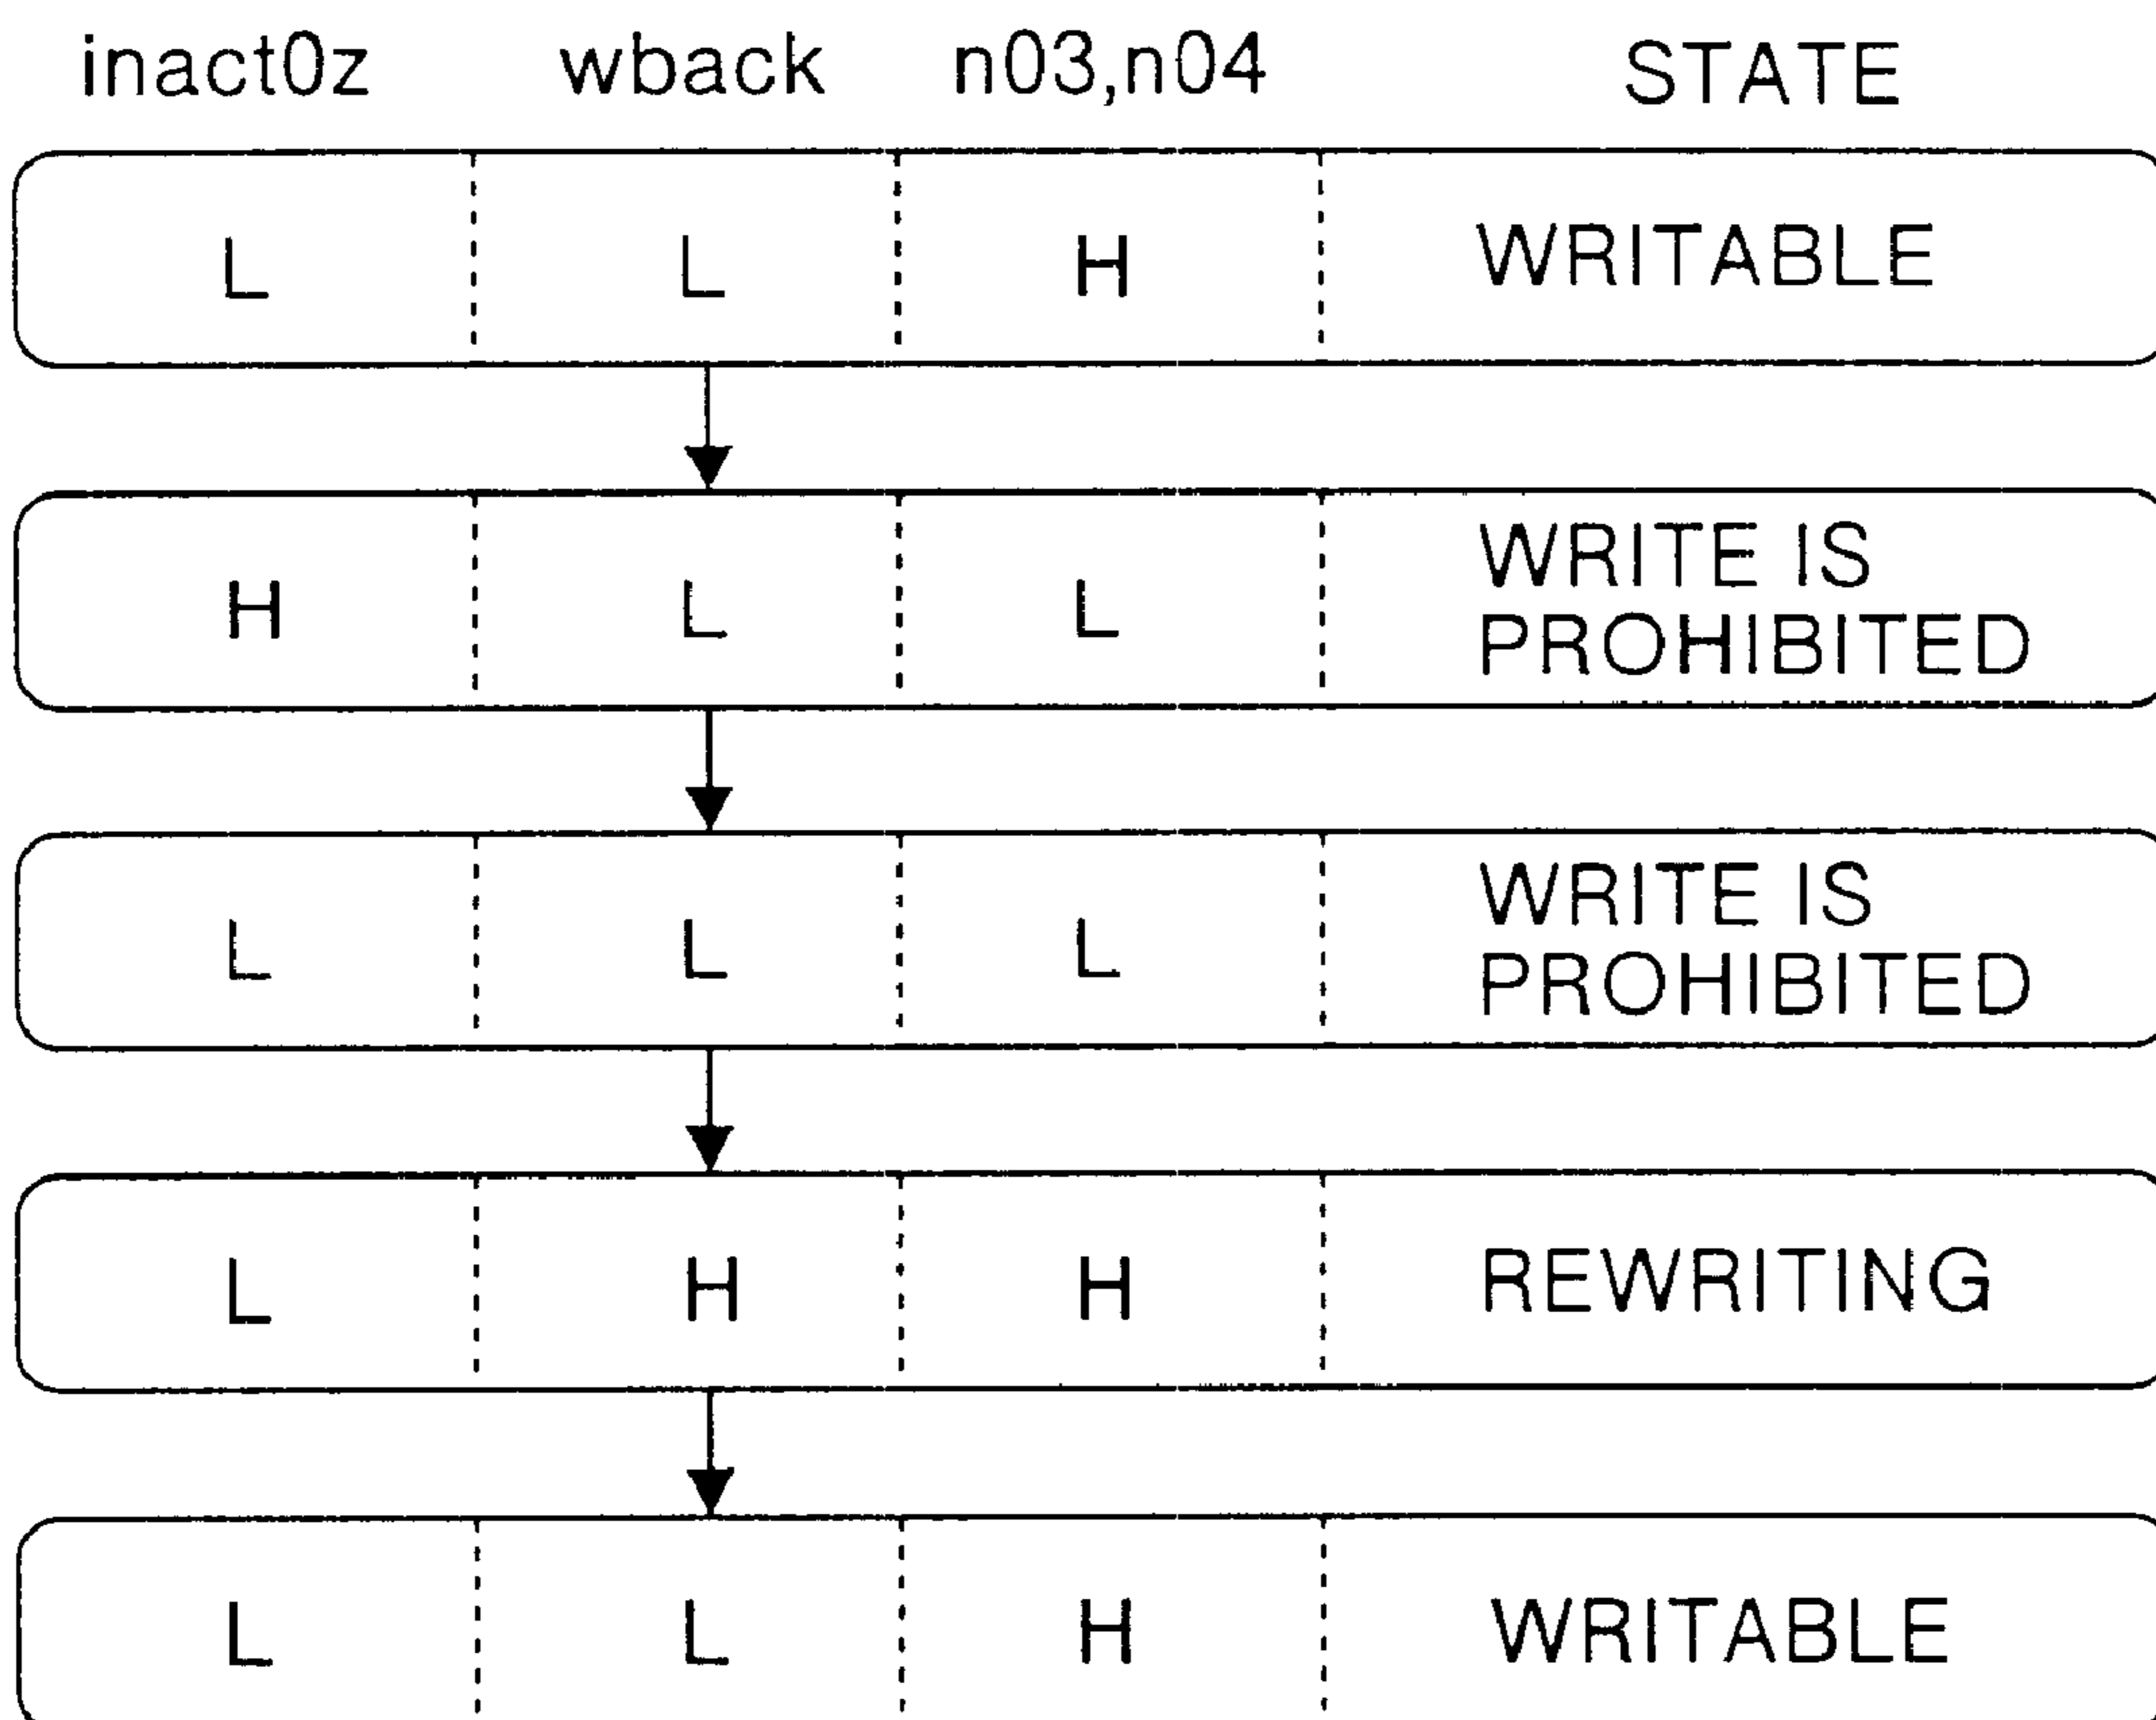 inact0z wback n03,n04 STATE
L L H WRITABLE
H L L WRITE IS
PROHIBITED
L L L WRITE IS
PROHIBITED
L H H REWRITING
L L H WRITABLE